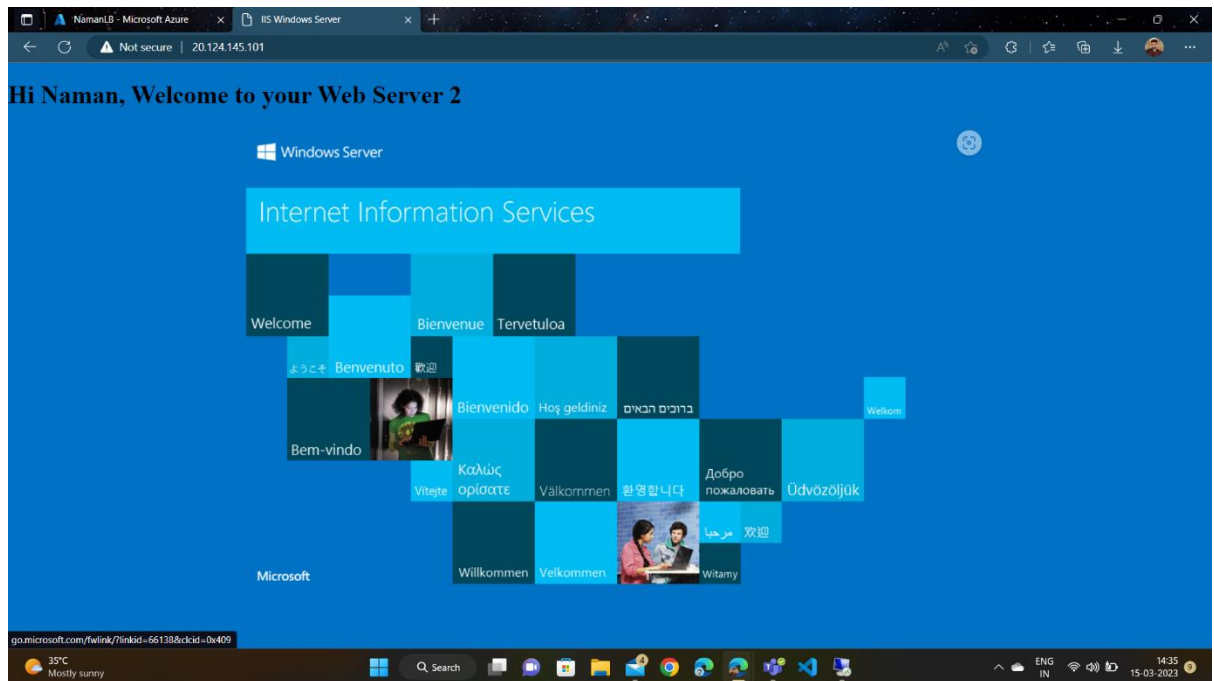 NamanLB - Microsoft Azure
IIS Windows Server
Not secure | 20.124.145.101
Hi Naman, Welcome to your Web Server 2
Windows Server
Internet Information Services
Welcome
Bienvenue
Tervetuloa
ようこそ
Benvenuto
歡迎
Bienvenido
Hoş geldiniz
ברוכים הבאים
Welkom
Bem-vindo
Vítejte
Καλώς
ορίσατε
Välkommen
환영합니다
Добро
пожаловать
Üdvözöljük
مرحبا
欢迎
Microsoft
Willkommen
Velkommen
Witamy
go.microsoft.com/fwlink/?linkid=66138&clcid=0x409
35°C
Mostly sunny
Search
ENG
IN
14:35
15-03-2023